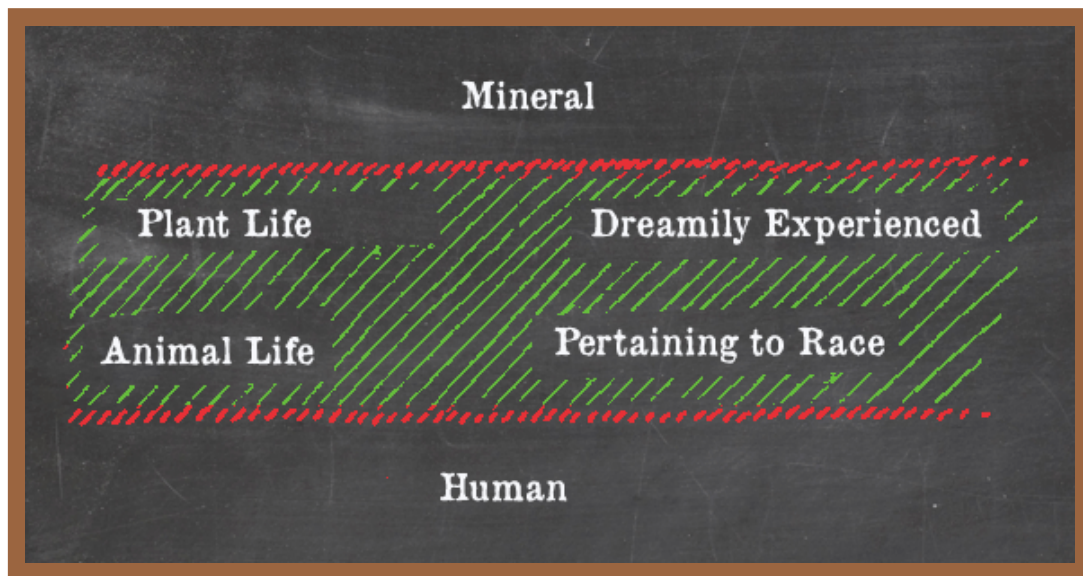 Mineral
Plant Life
Dreamily Experienced
Animal Life
Pertaining to Race
Human